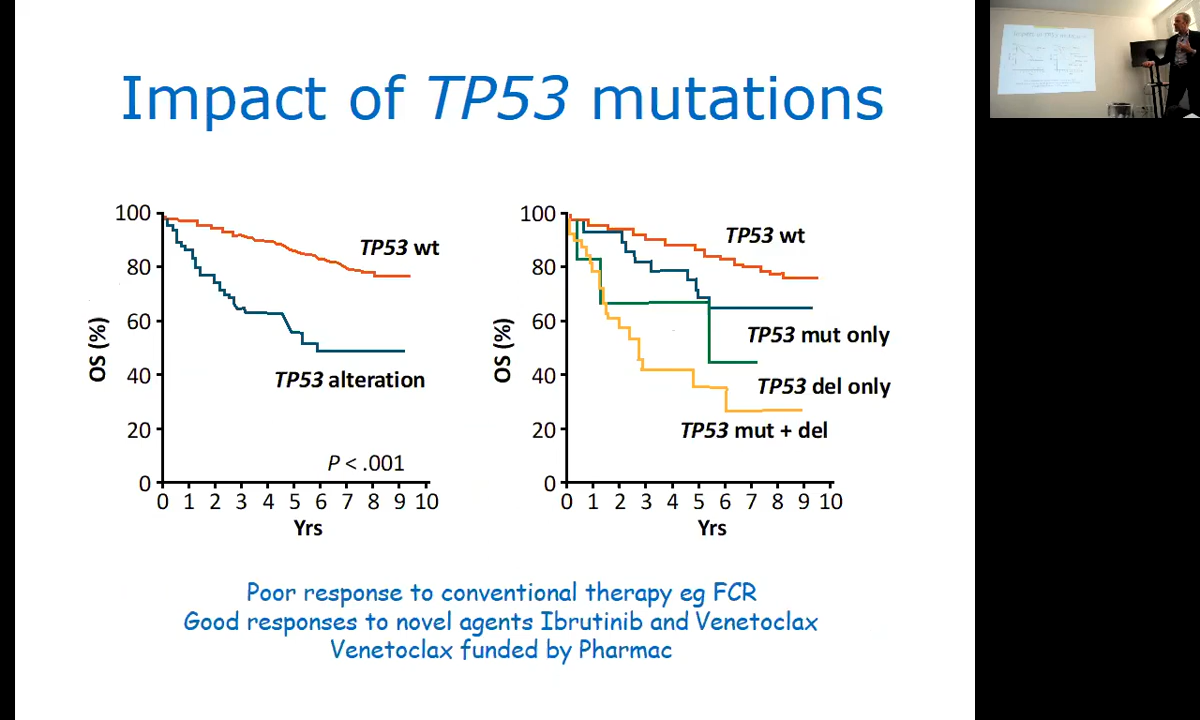 Impact of TP53 mutations
100
80
60
40
20
0
OS (%)
TP53 wt
TP53 alteration
P < .001
0 1 2 3 4 5 6 7 8 9 10
Yrs
100
80
60
40
20
0
OS (%)
TP53 wt
TP53 mut only
TP53 del only
TP53 mut + del
0 1 2 3 4 5 6 7 8 9 10
Yrs
Poor response to conventional therapy eg FCR
Good responses to novel agents Ibrutinib and Venetoclax
Venetoclax funded by Pharmac